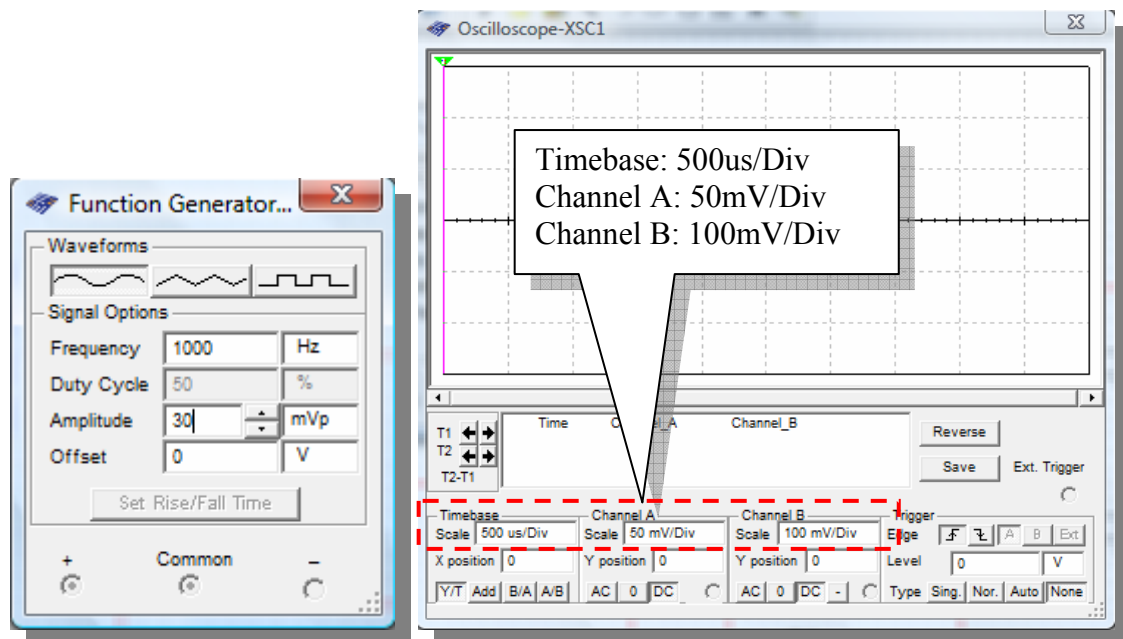 Function Generator...
Waveforms
Signal Options
Frequency 1000 Hz
Duty Cycle 50 %
Amplitude 30 mVp
Offset 0 V
Set Rise/Fall Time
+ Common –
Oscilloscope-XSC1
Timebase: 500us/Div
Channel A: 50mV/Div
Channel B: 100mV/Div
Time Channel_B
T1
T2
T2-T1
Reverse
Save
Ext. Trigger
Timebase
Scale 500 us/Div
X position 0
Y/T Add B/A A/B
Channel A
Scale 50 mV/Div
Y position 0
AC 0 DC
Channel B
Scale 100 mV/Div
Y position 0
AC 0 DC -
Trigger
Edge A B Ext
Level 0 V
Type Sing. Nor. Auto None